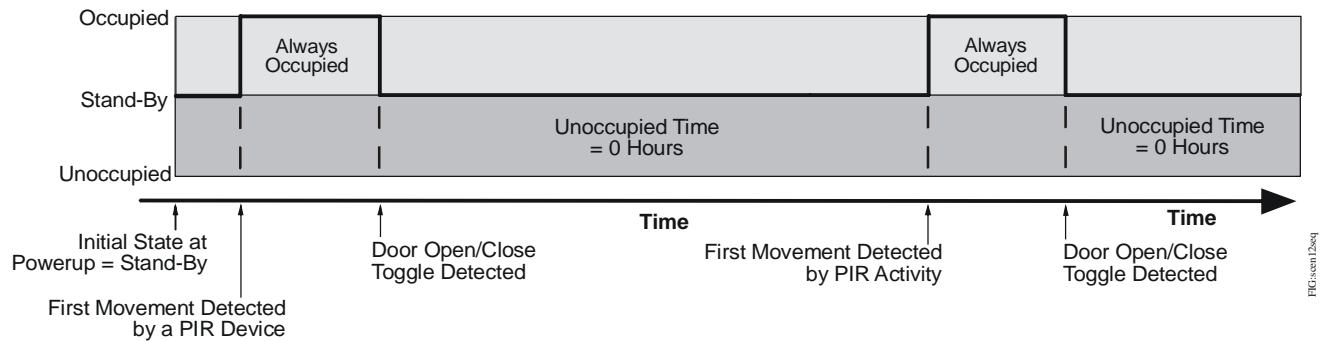 Occupied
Always
Occupied
Always
Occupied
Stand-By
Unoccupied Time
= 0 Hours
Unoccupied Time
= 0 Hours
Unoccupied
Time
Time
Initial State at
Powerup = Stand-By
First Movement Detected
by a PIR Device
Door Open/Close
Toggle Detected
First Movement Detected
by PIR Activity
Door Open/Close
Toggle Detected
FIG:scen12seq